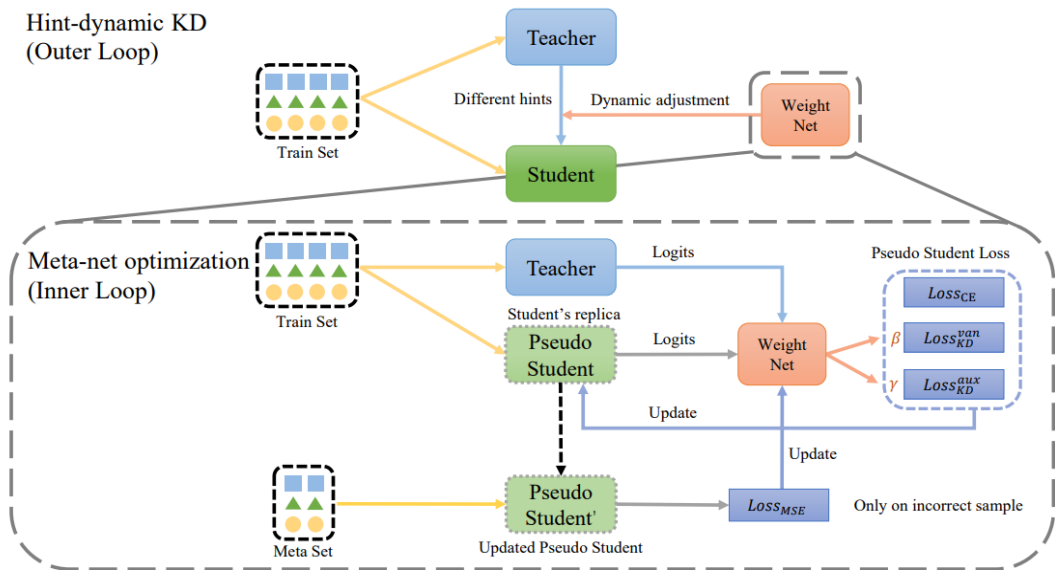 Hint-dynamic KD
(Outer Loop)
Teacher
Different hints
Dynamic adjustment
Weight
Net
Train Set
Student
Meta-net optimization
(Inner Loop)
Teacher
Logits
Pseudo Student Loss
Loss_CE
Train Set
Student's replica
Pseudo
Student
Logits
Weight
Net
β
Loss_KD^van
γ
Loss_KD^aux
Update
Update
Pseudo
Student'
Loss_MSE
Only on incorrect sample
Meta Set
Updated Pseudo Student